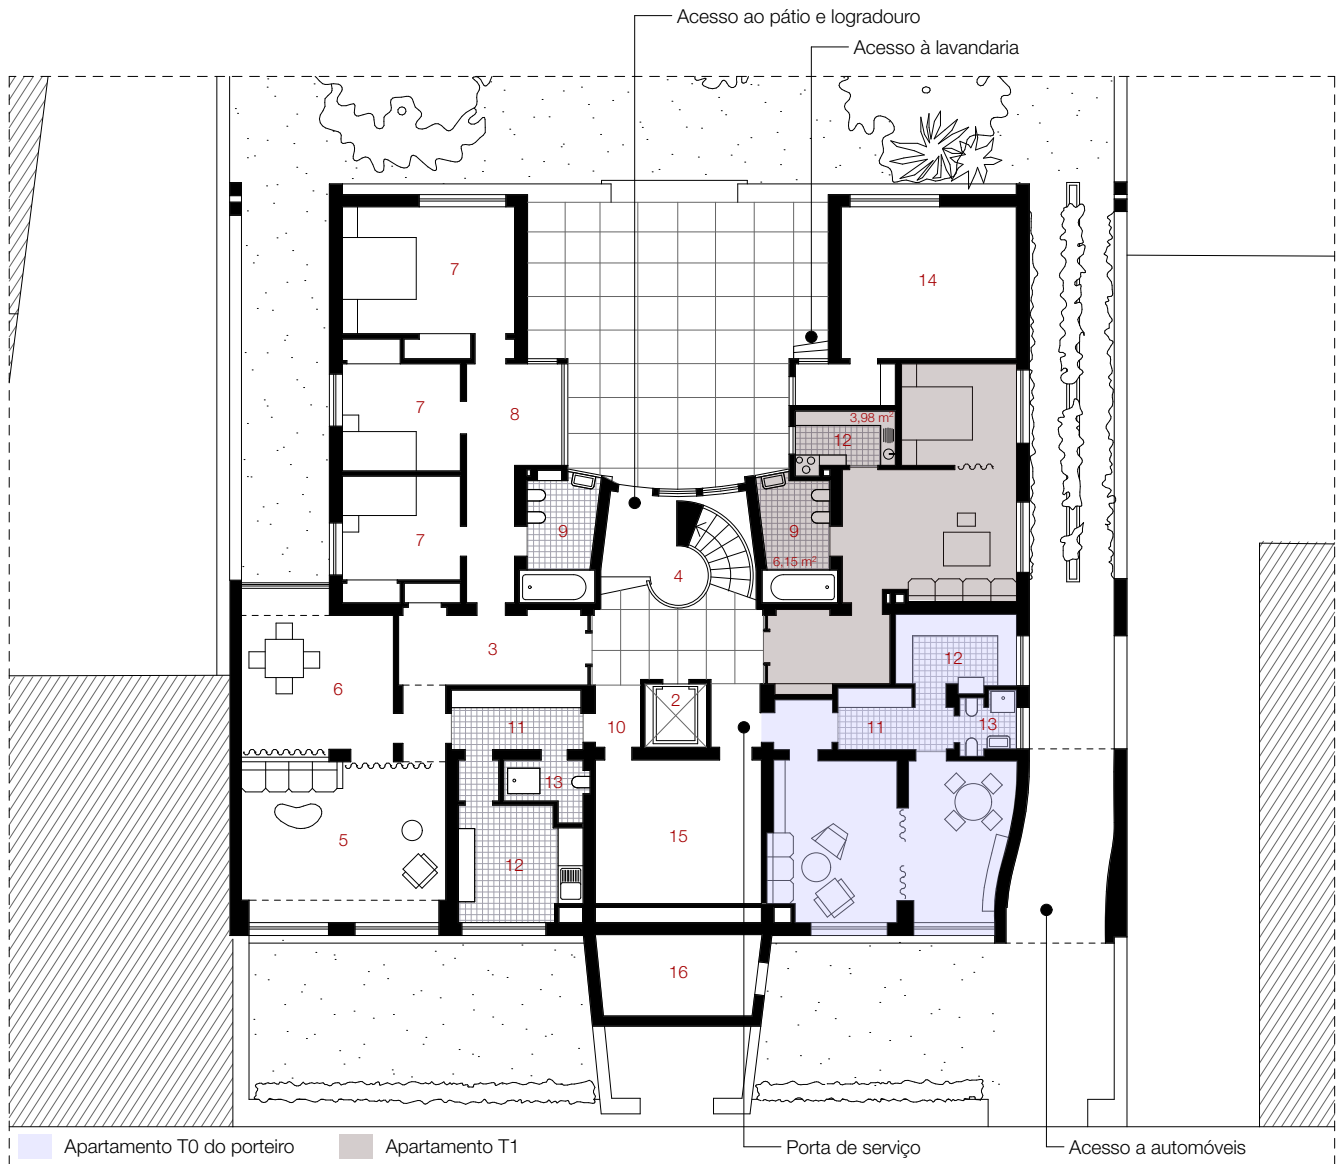 Acesso ao pátio e logradouro
Acesso à lavandaria
7
14
7
8
3,98 m²
12
7
9
9
6,15 m²
4
3
12
6
2
11
10
11
13
13
5
15
12
16
Apartamento T0 do porteiro
Apartamento T1
Porta de serviço
Acesso a automóveis